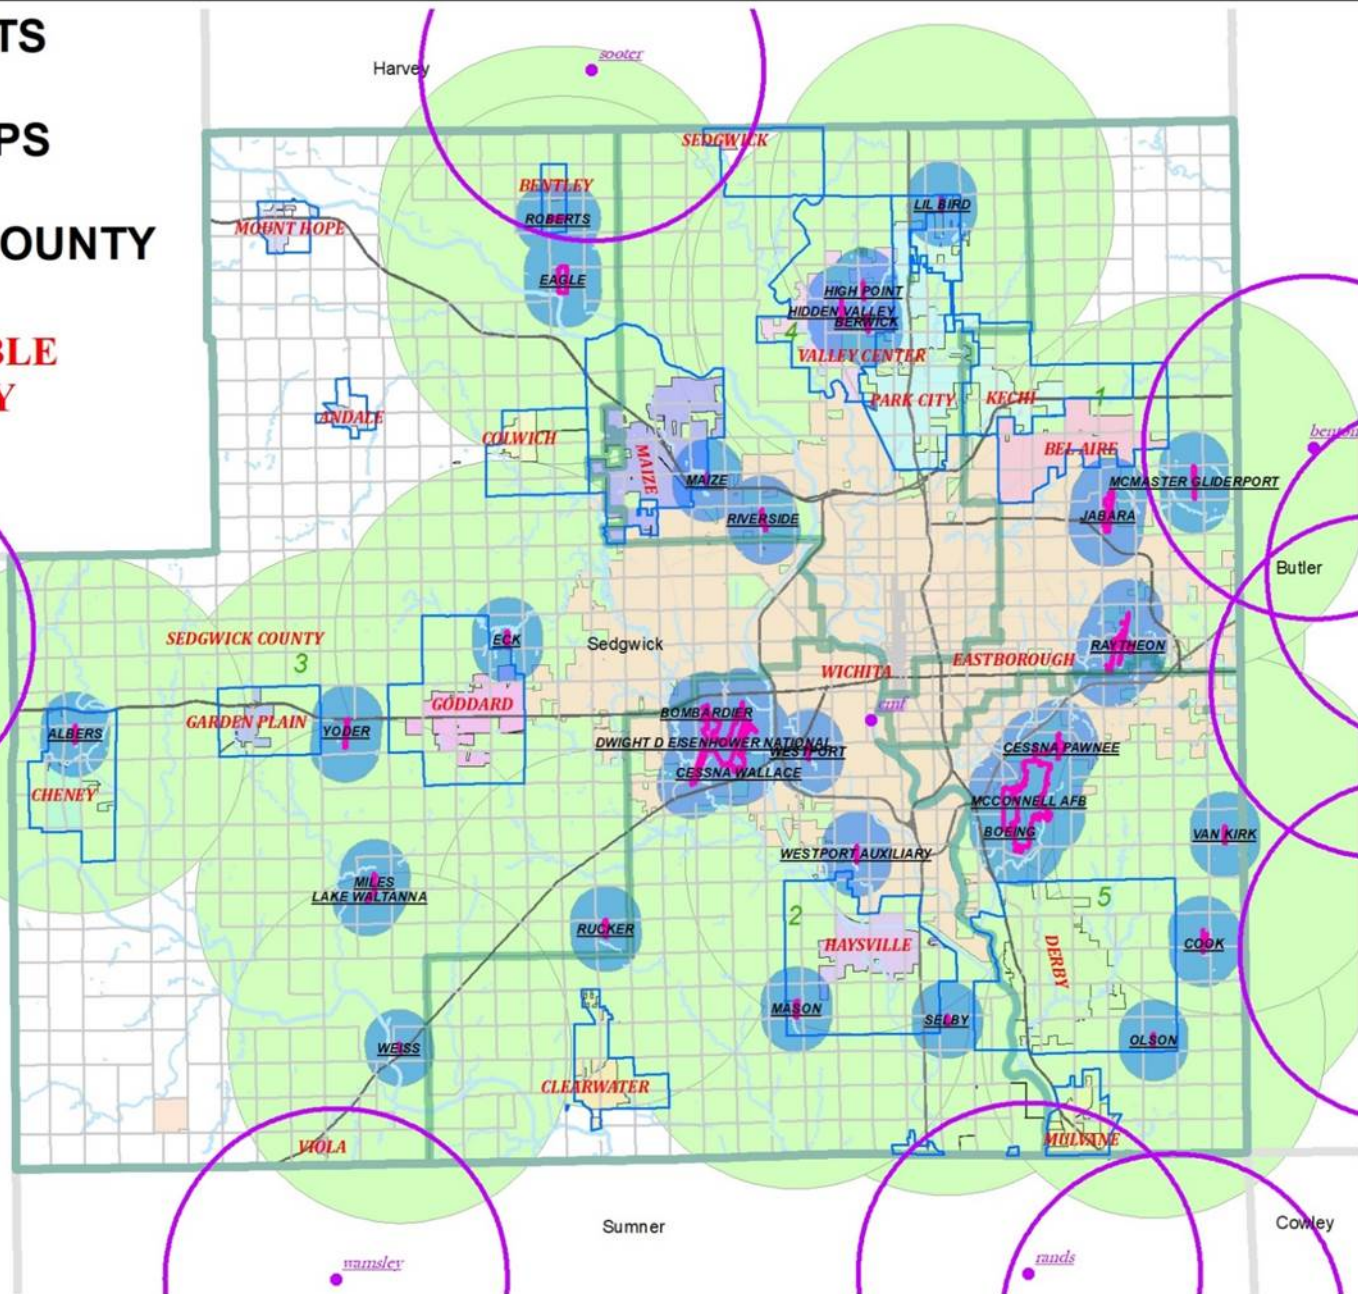 TS
PS
OUNTY
BLE
Y
sooter
Harvey
SEDGWICK
BENTLEY
ROBERTS
LIL BIRD
MOUNT HOPE
EAGLE
HIGH POINT
HIDDEN VALLEY
BERWICK
4
VALLEY CENTER
PARK CITY
KECHI
1
ANDALE
COLWICH
MAIZE
MAIZE
BEL AIRE
benton
MCMASTER GLIDERPORT
RIVERSIDE
JABARA
Butler
SEDGWICK COUNTY
3
ECK
Sedgwick
WICHITA
EASTBOROUGH
RAYTHEON
GODDARD
GARDEN PLAIN
YODER
ALBERS
CHENEY
BOMBARDIER
DWIGHT D EISENHOWER NATIONAL
WESTPORT
CESSNA WALLACE
CESSNA PAWNEE
MCCONNELL AFB
BOEING
VAN KIRK
WESTPORT AUXILIARY
MILES
LAKE WALTANNA
RUCKER
2
HAYSVILLE
5
DERBY
COOK
MASON
SELBY
OLSON
WEISS
CLEARWATER
MULVANE
VIOLA
Sumner
Cowley
wamsley
rands